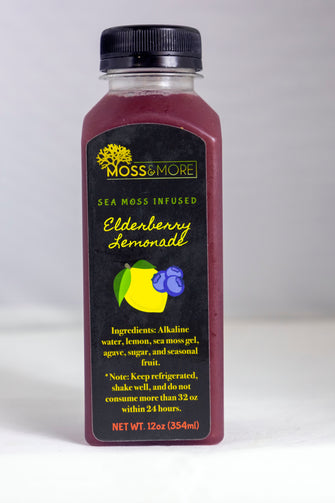 MOSS&MORE
SEA MOSS INFUSED
Elderberry
Lemonade
Ingredients: Alkaline
water, lemon, sea moss gel,
agave, sugar, and seasonal
fruit.
*Note: Keep refrigerated,
shake well, and do not
consume more than 32 oz
within 24 hours.
NET WT. 12oz (354ml)